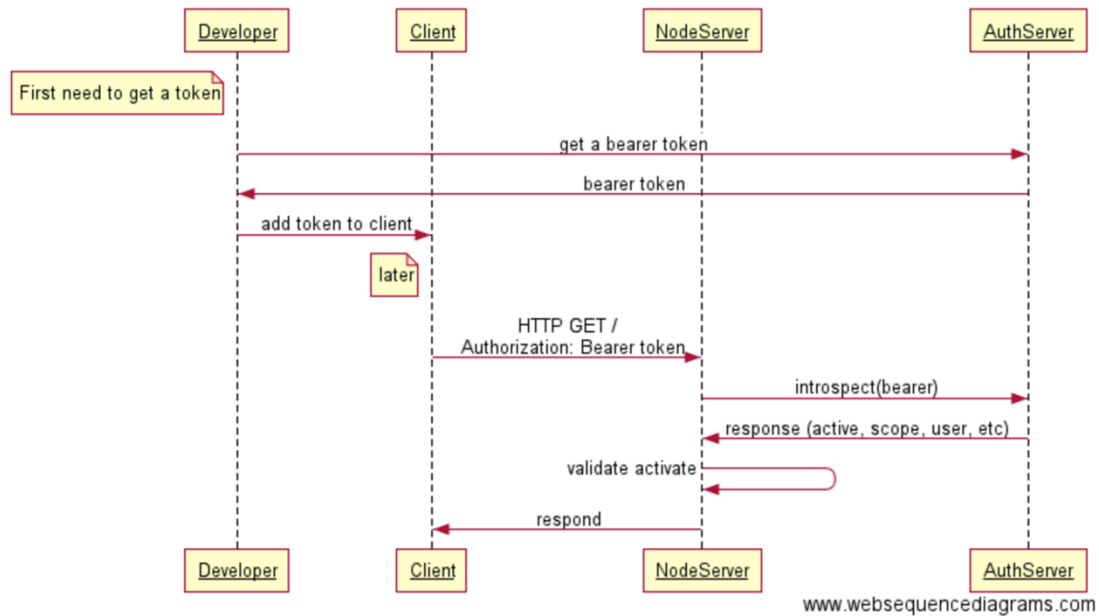 Developer
Client
NodeServer
AuthServer
First need to get a token
get a bearer token
bearer token
add token to client
later
HTTP GET /
Authorization: Bearer token
introspect(bearer)
response (active, scope, user, etc)
validate activate
respond
Developer
Client
NodeServer
AuthServer
www.websequencediagrams.com